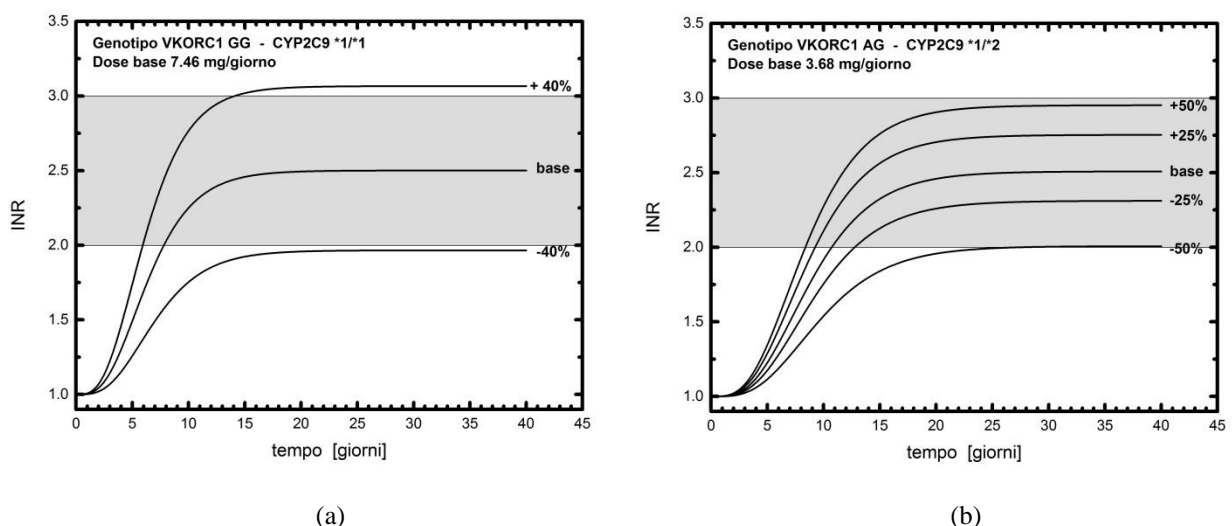 Genotipo VKORC1 GG - CYP2C9 *1/*1
Dose base 7.46 mg/giorno
3.5
3.0
2.5
2.0
1.5
1.0
INR
+ 40%
base
-40%
0 5 10 15 20 25 30 35 40 45
tempo [giorni]
(a)
Genotipo VKORC1 AG - CYP2C9 *1/*2
Dose base 3.68 mg/giorno
3.5
3.0
2.5
2.0
1.5
1.0
INR
+50%
+25%
base
-25%
-50%
0 5 10 15 20 25 30 35 40 45
tempo [giorni]
(b)